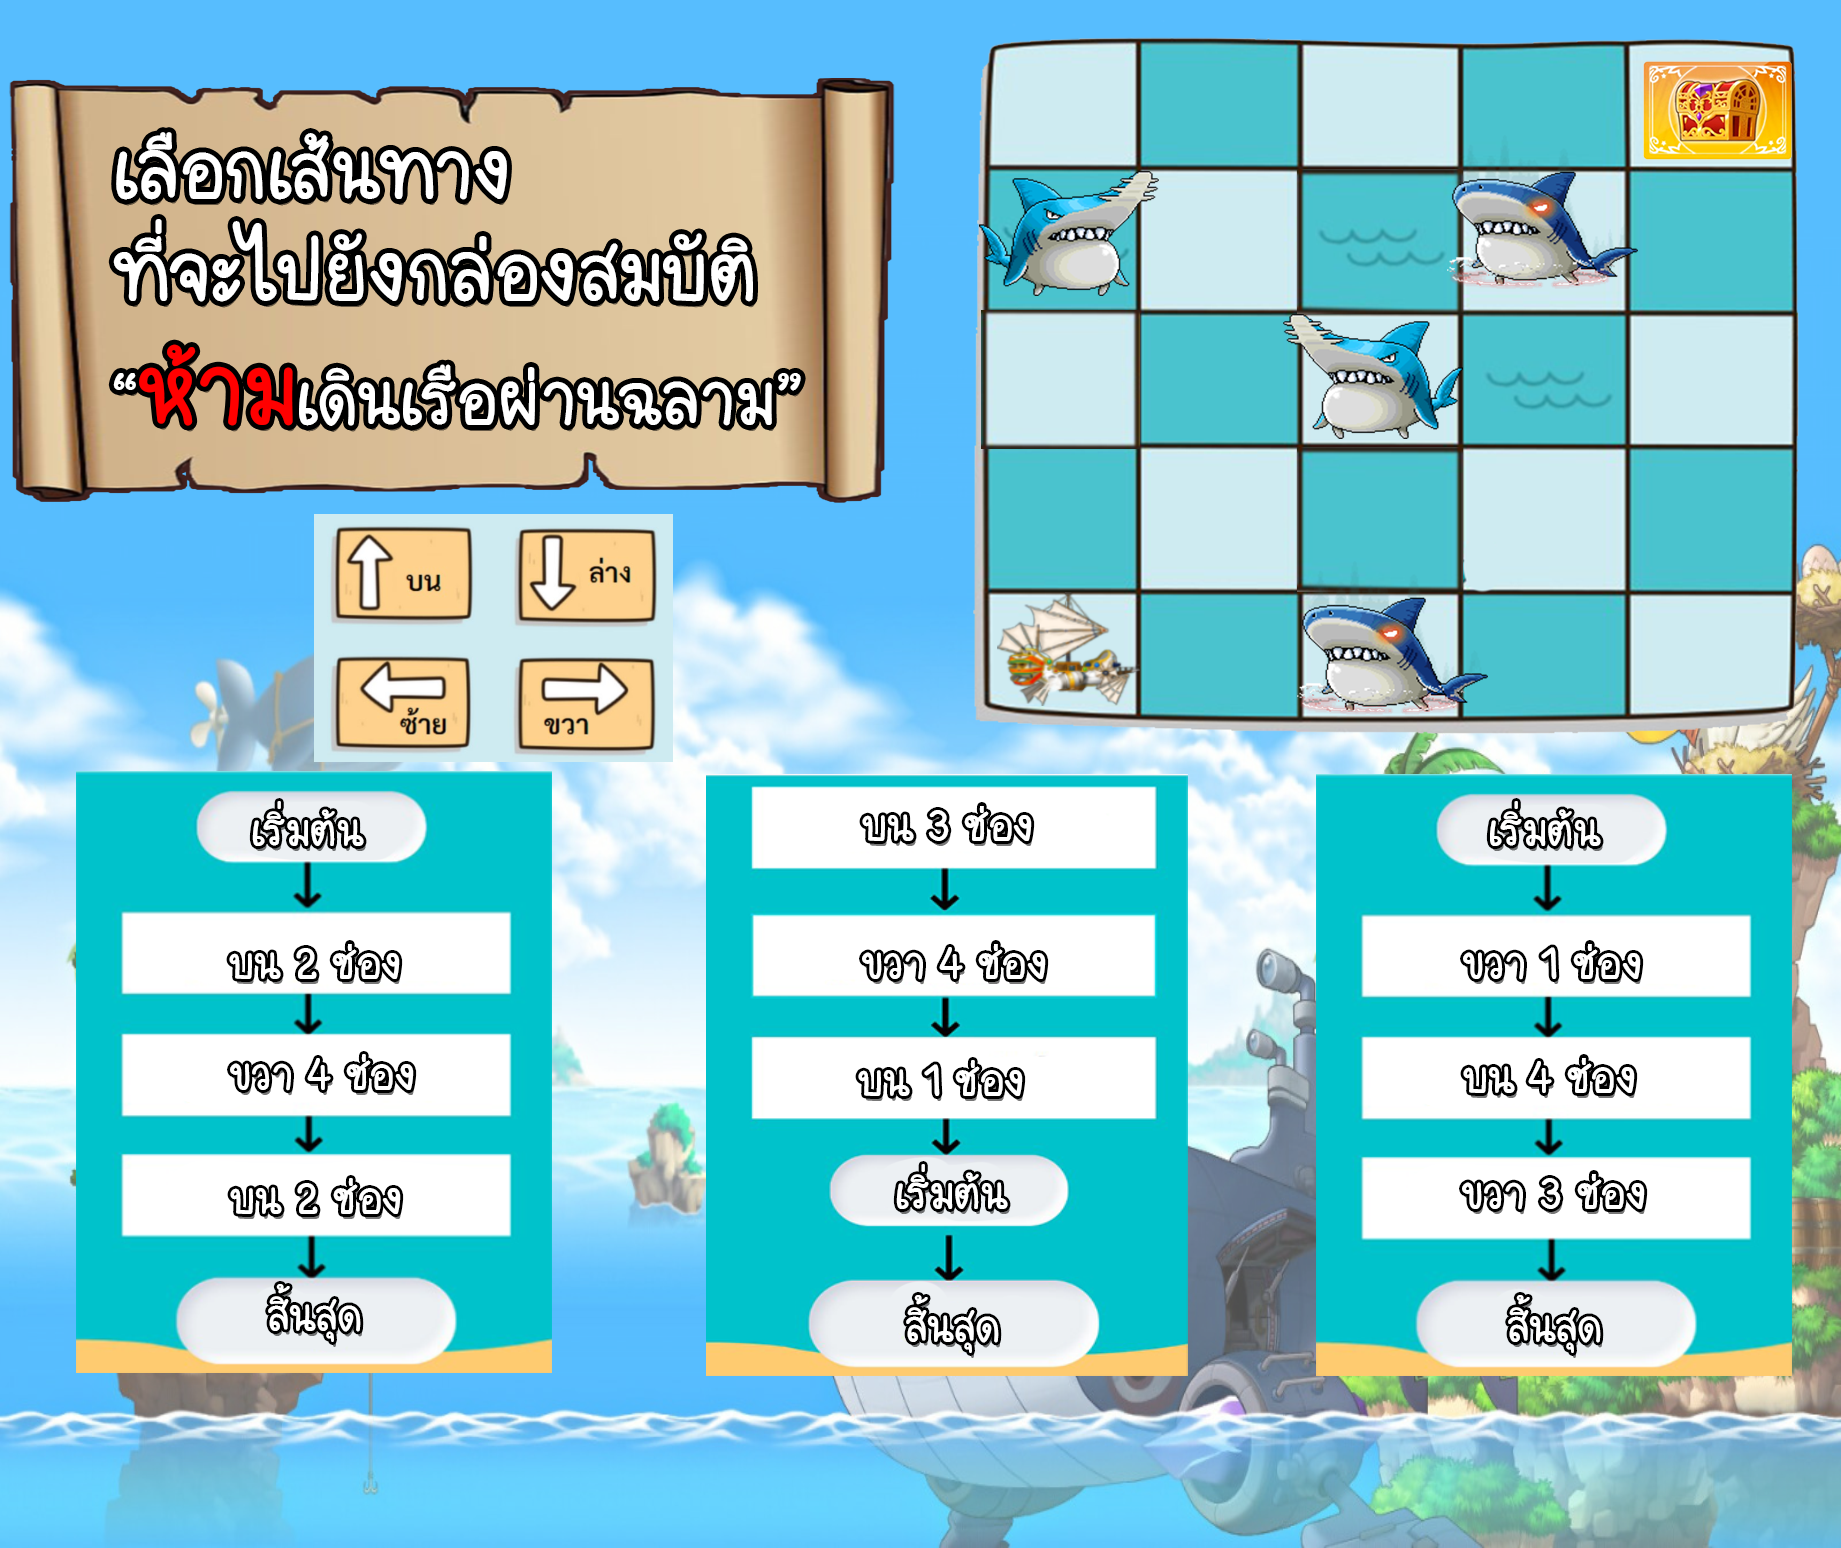 เลือกเส้นทาง
ที่จะไปยังกล่องสมบัติ
“ห้ามเดินเรือผ่านฉลาม”
บน
ล่าง
ซ้าย
ขวา
เริ่มต้น
บน 2 ช่อง
ขวา 4 ช่อง
บน 2 ช่อง
สิ้นสุด
บน 3 ช่อง
ขวา 4 ช่อง
บน 1 ช่อง
เริ่มต้น
สิ้นสุด
เริ่มต้น
ขวา 1 ช่อง
บน 4 ช่อง
ขวา 3 ช่อง
สิ้นสุด